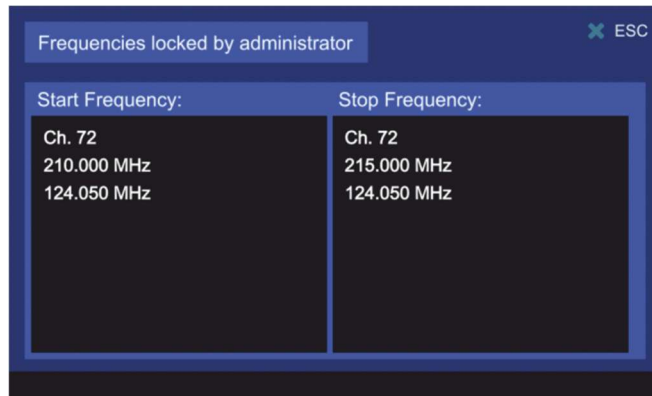 Frequencies locked by administrator
ESC
Start Frequency:
Stop Frequency:
Ch. 72
Ch. 72
210.000 MHz
215.000 MHz
124.050 MHz
124.050 MHz